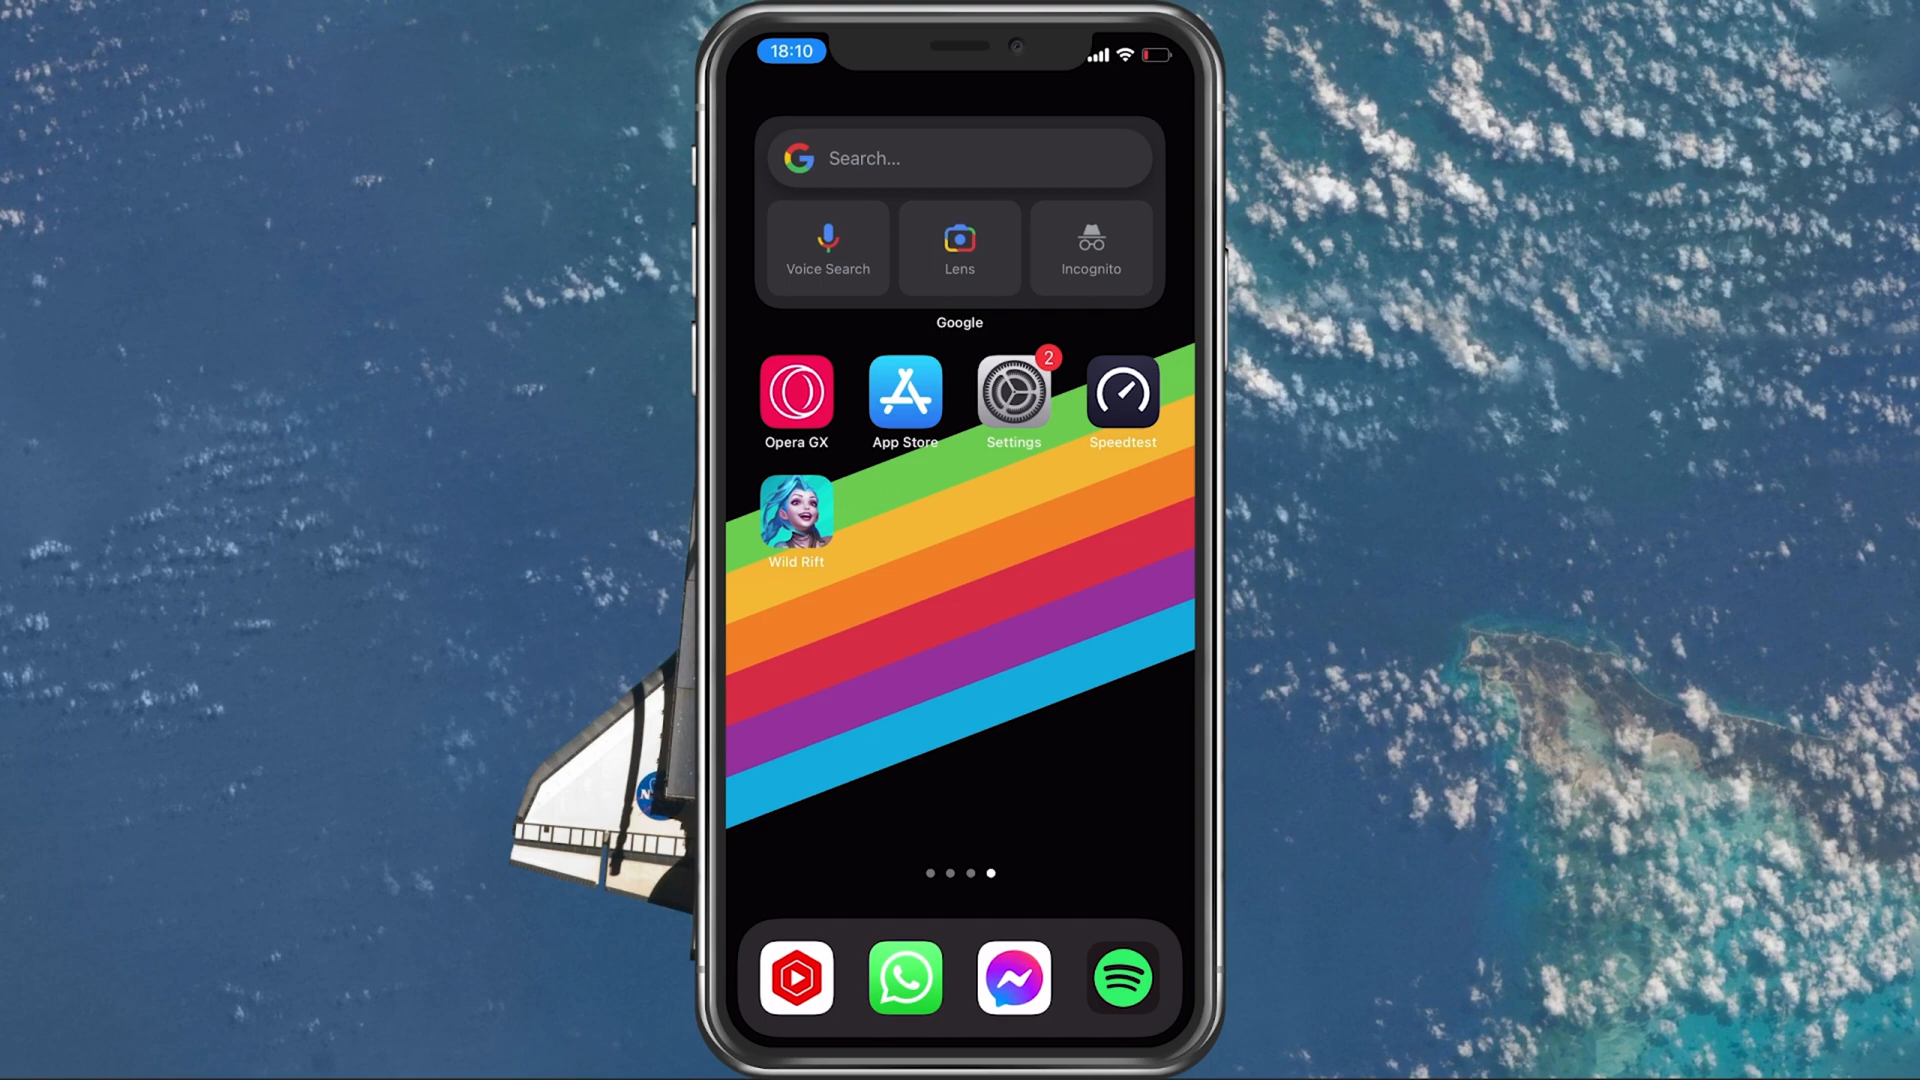 18:10
Search...
Voice Search
Lens
Incognito
Google
2
Opera GX
App Store
Settings
Speedtest
Wild Rift